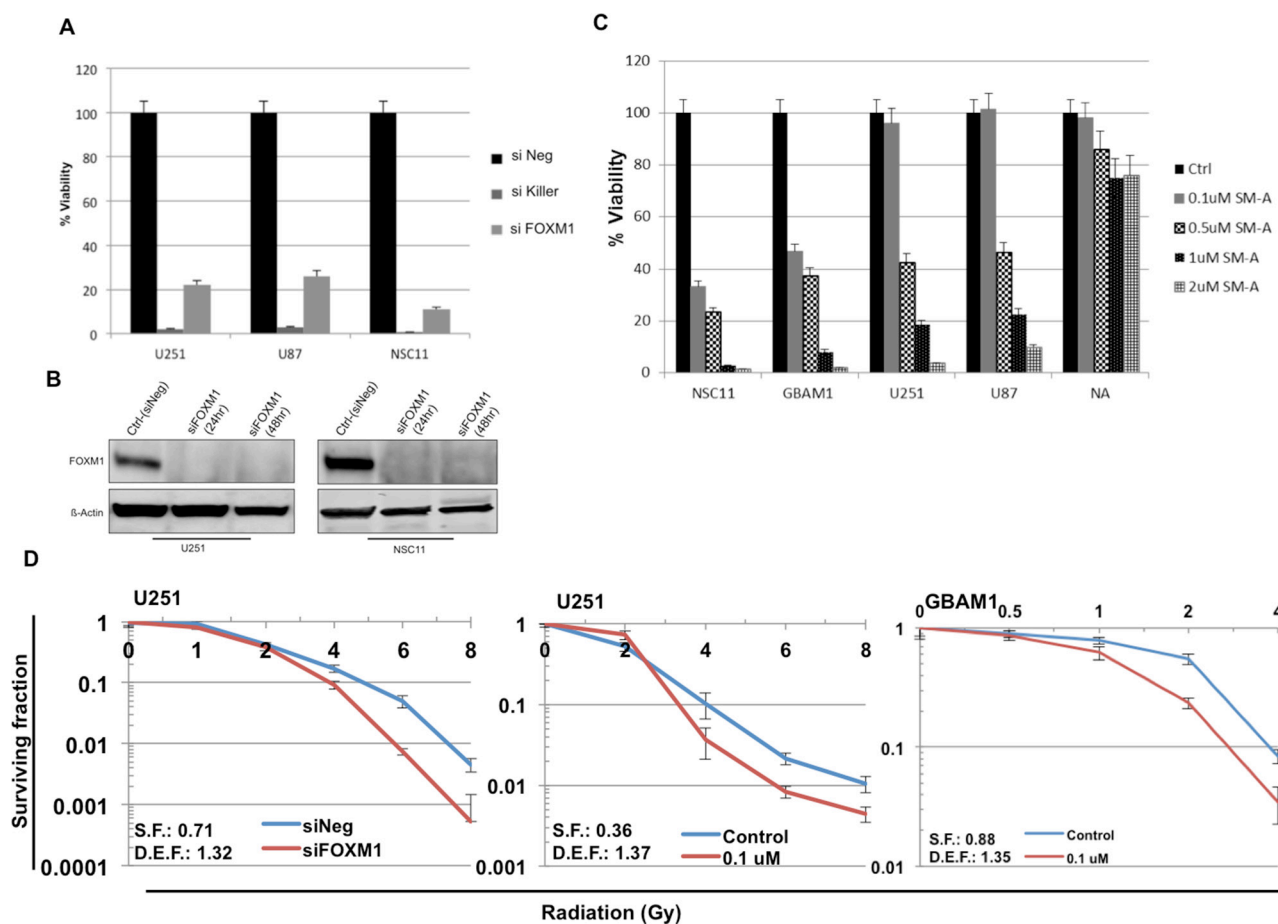 A
120
100
80
60
40
20
0
% Viability
U251
U87
NSC11
si Neg
si Killer
si FOXM1
B
Ctrl-(siNeg)
siFOXM1
(24hr)
siFOXM1
(48hr)
Ctrl-(siNeg)
siFOXM1
(24hr)
siFOXM1
(48hr)
FOXM1
ß-Actin
U251
NSC11
C
120
100
80
60
40
20
0
% Viability
NSC11
GBAM1
U251
U87
NA
Ctrl
0.1uM SM-A
0.5uM SM-A
1uM SM-A
2uM SM-A
D
Surviving fraction
U251
1
0.1
0.01
0.001
0.0001
0 1 2 4 6 8
S.F.: 0.71
D.E.F.: 1.32
siNeg
siFOXM1
U251
1
0.1
0.01
0.001
0 2 4 6 8
S.F.: 0.36
D.E.F.: 1.37
Control
0.1 uM
GBAM1
0 0.5 1 2 4
1
0.1
0.01
S.F.: 0.88
D.E.F.: 1.35
Control
0.1 uM
Radiation (Gy)